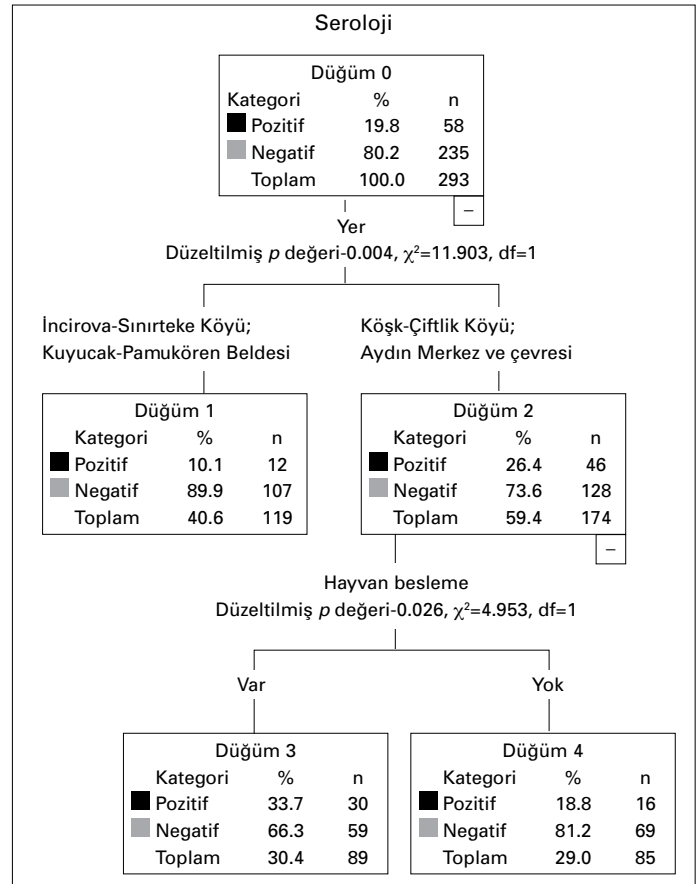 Seroloji
Düğüm 0
Kategori % n
Pozitif 19.8 58
Negatif 80.2 235
Toplam 100.0 293
–
Yer
Düzeltilmiş p değeri-0.004, χ²=11.903, df=1
İncirova-Sınırteke Köyü;
Kuyucak-Pamukören Beldesi
Köşk-Çiftlik Köyü;
Aydın Merkez ve çevresi
Düğüm 1
Kategori % n
Pozitif 10.1 12
Negatif 89.9 107
Toplam 40.6 119
Düğüm 2
Kategori % n
Pozitif 26.4 46
Negatif 73.6 128
Toplam 59.4 174
–
Hayvan besleme
Düzeltilmiş p değeri-0.026, χ²=4.953, df=1
Var
Yok
Düğüm 3
Kategori % n
Pozitif 33.7 30
Negatif 66.3 59
Toplam 30.4 89
Düğüm 4
Kategori % n
Pozitif 18.8 16
Negatif 81.2 69
Toplam 29.0 85